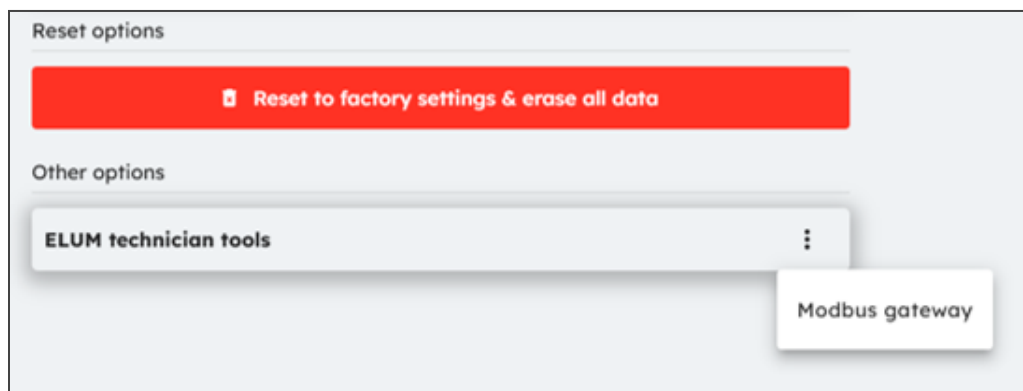 Reset options
Reset to factory settings & erase all data
Other options
ELUM technician tools
Modbus gateway